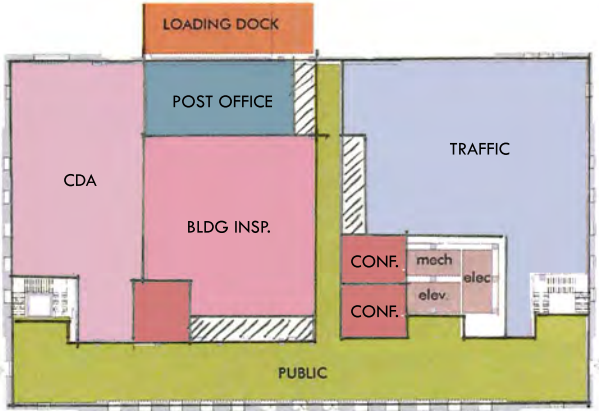 LOADING DOCK
POST OFFICE
TRAFFIC
CDA
BLDG INSP.
CONF.
mech
elec
elev.
CONF.
PUBLIC